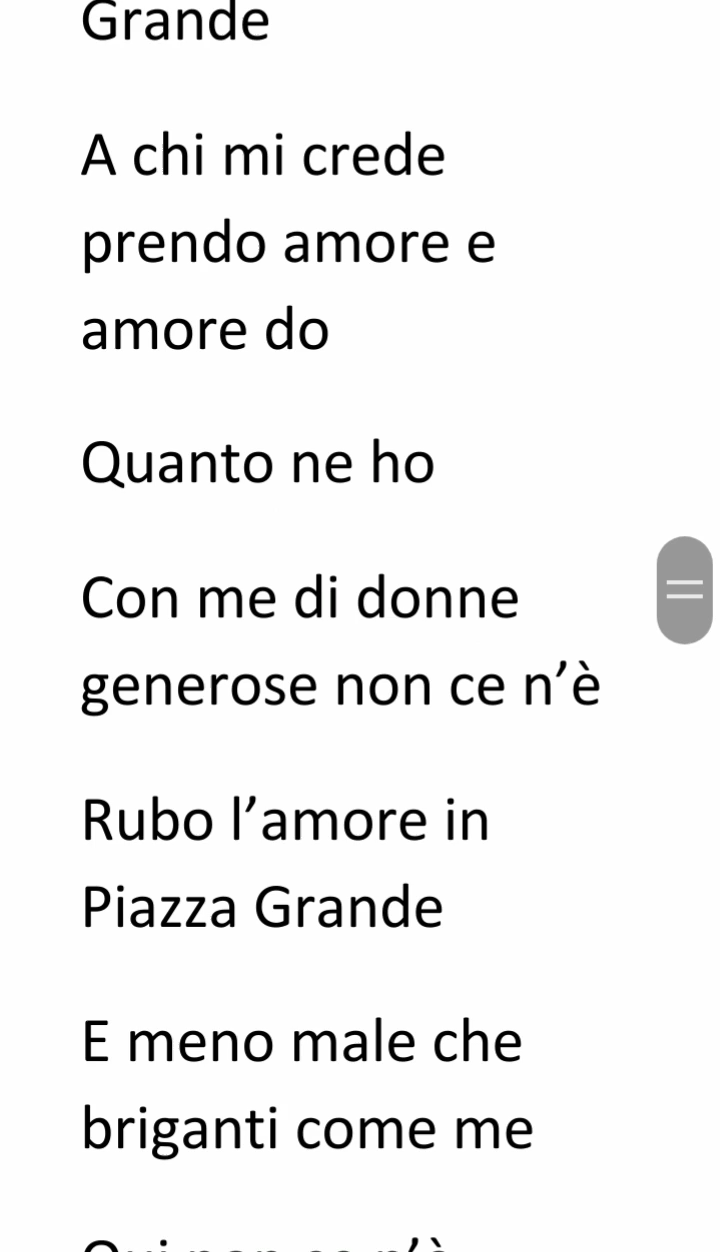 Grande
A chi mi crede
prendo amore e
amore do
Quanto ne ho
Con me di donne
generose non ce n’è
Rubo l’amore in
Piazza Grande
E meno male che
briganti come me